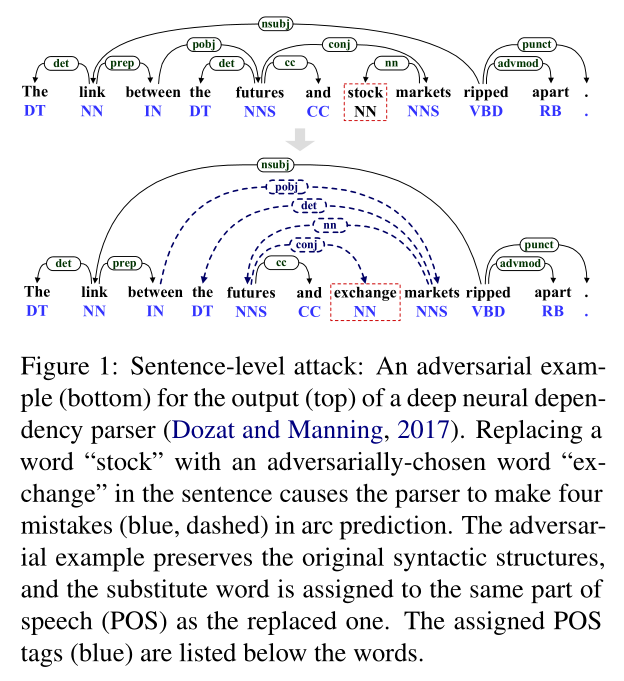 nsubj
pobj conj punct
det prep det cc nn advmod
The link between the futures and stock markets ripped apart .
DT NN IN DT NNS CC NN NNS VBD RB .
nsubj
pobj
det
nn
conj punct
det prep cc advmod
The link between the futures and exchange markets ripped apart .
DT NN IN DT NNS CC NN NNS VBD RB .
Figure 1: Sentence-level attack: An adversarial exam-
ple (bottom) for the output (top) of a deep neural depen-
dency parser (Dozat and Manning, 2017). Replacing a
word “stock” with an adversarially-chosen word “ex-
change” in the sentence causes the parser to make four
mistakes (blue, dashed) in arc prediction. The adversar-
ial example preserves the original syntactic structures,
and the substitute word is assigned to the same part of
speech (POS) as the replaced one. The assigned POS
tags (blue) are listed below the words.